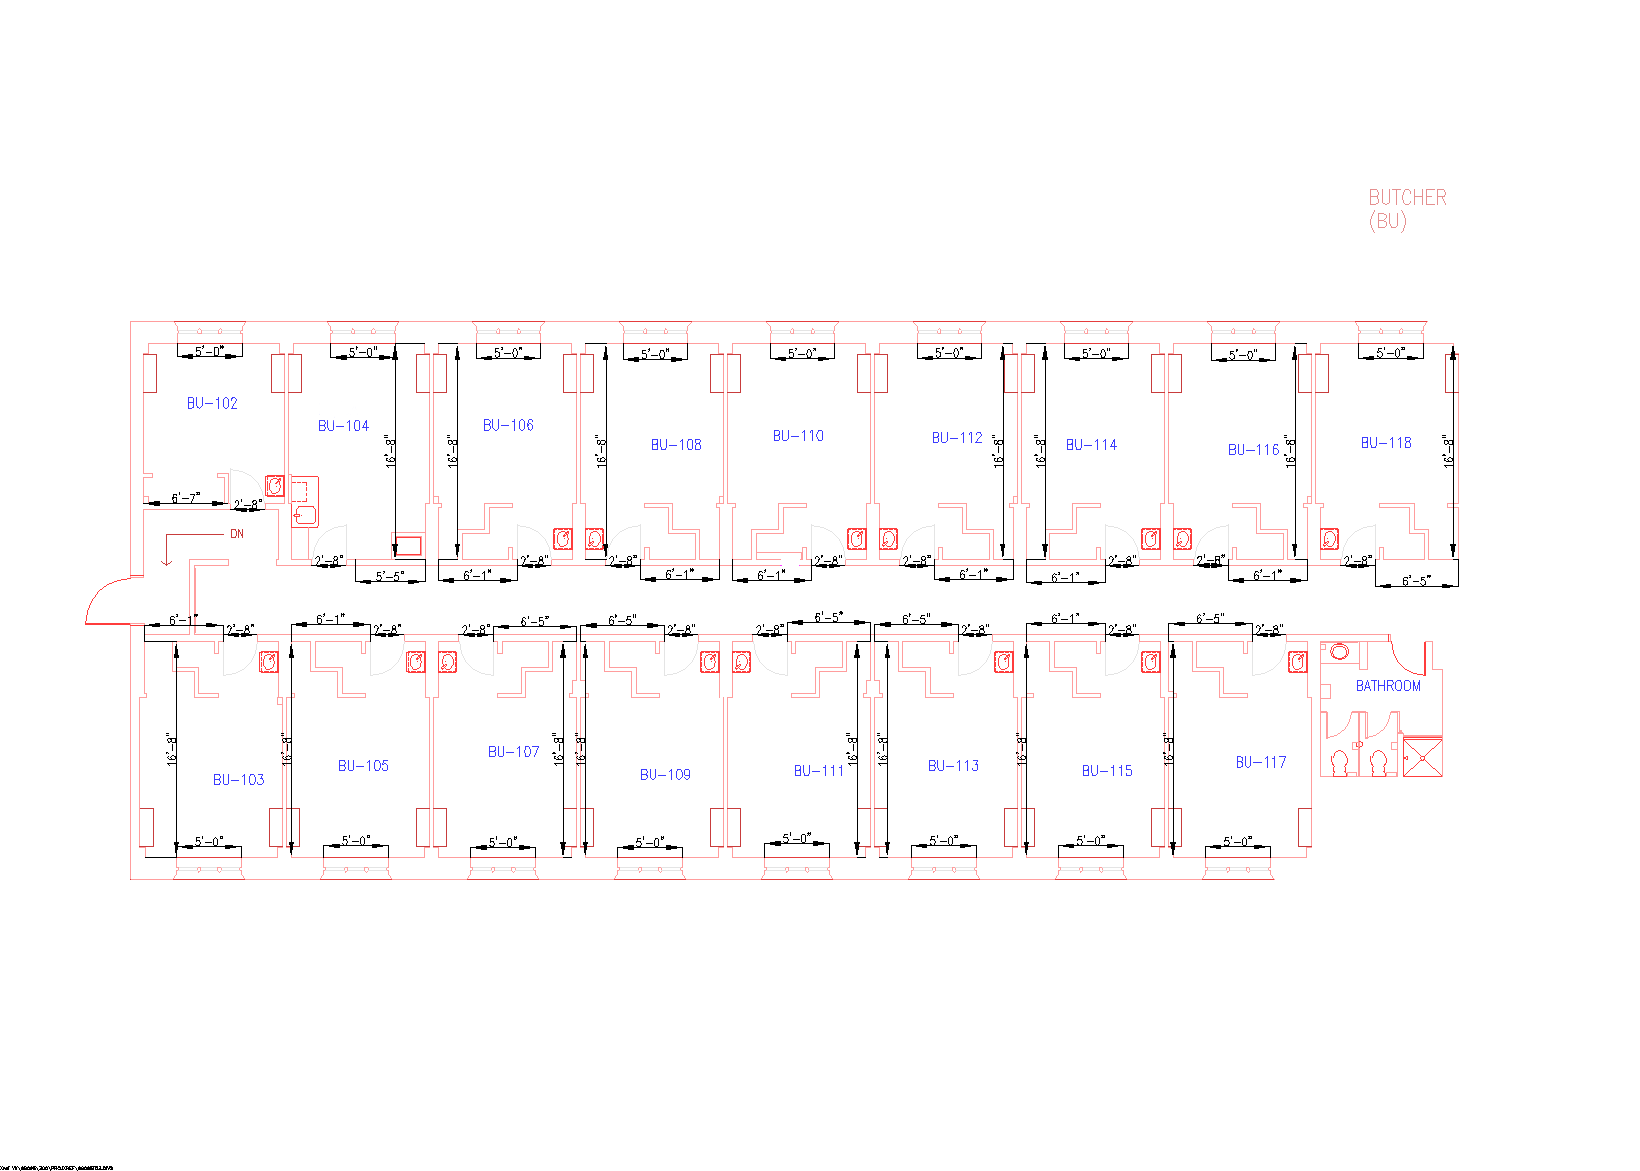 BUTCHER
(BU)
5'-0" 5'-0" 5'-0" 5'-0" 5'-0" 5'-0" 5'-0" 5'-0" 5'-0"
BU-102 BU-104 BU-106 BU-108 BU-110 BU-112 BU-114 BU-116 BU-118
16'-8" 16'-8" 16'-8" 16'-8" 16'-8" 16'-8" 16'-8"
6'-7" 2'-8"
DN
2'-8" 2'-8" 2'-8" 2'-8" 2'-8" 2'-8" 2'-8" 2'-8"
5'-5" 6'-1" 6'-1" 6'-1" 6'-1" 6'-1" 6'-1" 6'-5"
6'-1" 6'-1" 6'-5" 6'-5" 6'-5" 6'-5" 6'-1" 6'-5"
2'-8" 2'-8" 2'-8" 2'-8" 2'-8" 2'-8" 2'-8" 2'-8"
BATHROOM
16'-8" 16'-8" 16'-8" 16'-8" 16'-8" 16'-8" 16'-8" 16'-8"
BU-103 BU-105 BU-107 BU-109 BU-111 BU-113 BU-115 BU-117
5'-0" 5'-0" 5'-0" 5'-0" 5'-0" 5'-0" 5'-0" 5'-0"